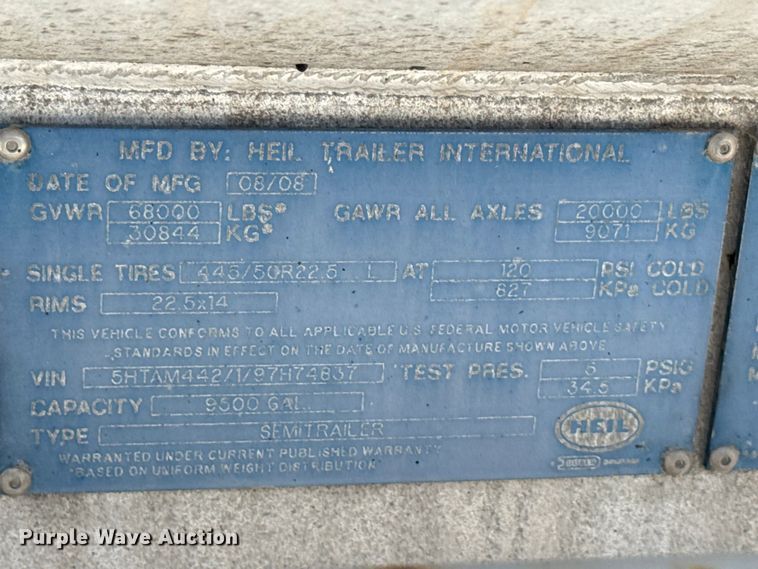 MFD BY: HEIL TRAILER INTERNATIONAL
DATE OF MFG 08/08
GVWR 68000 LBS* GAWR ALL AXLES 20000 LBS
30844 KG* 9071 KG
SINGLE TIRES 445/50R22.5 L AT 120 PSI COLD
RIMS 22.5x14 827 KPa COLD
THIS VEHICLE CONFORMS TO ALL APPLICABLE U.S. FEDERAL MOTOR VEHICLE SAFETY
STANDARDS IN EFFECT ON THE DATE OF MANUFACTURE SHOWN ABOVE
VIN 5HTAM442/1/97H74837 TEST PRES. 5 PSIG
34.5 KPa
CAPACITY 9500 GAL
TYPE SEMITRAILER
HEIL
WARRANTED UNDER CURRENT PUBLISHED WARRANTY
*BASED ON UNIFORM WEIGHT DISTRIBUTION
Purple Wave Auction